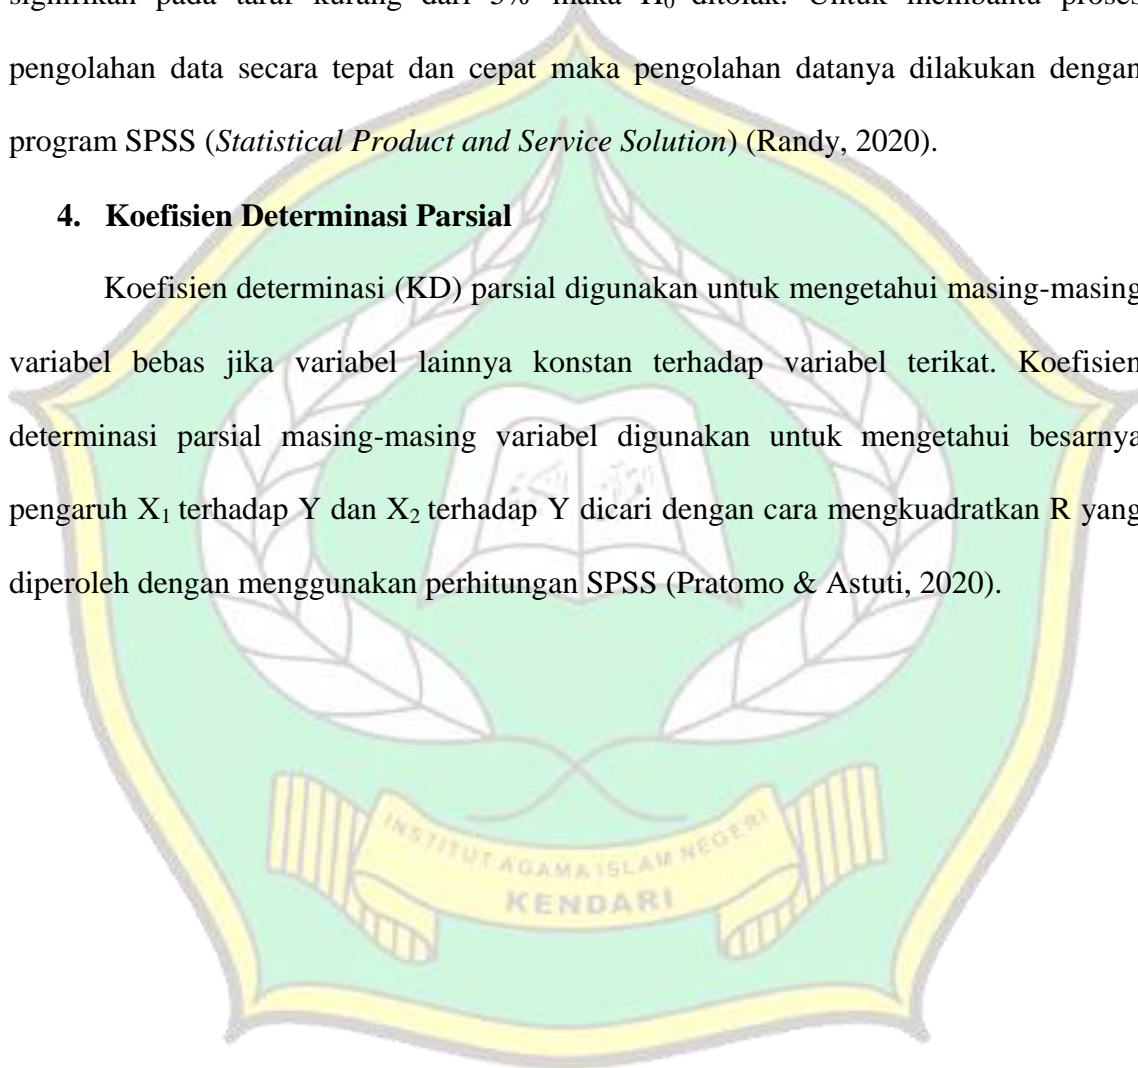 signifikan pada taraf kurang dari 5% maka H0 ditolak. Untuk membantu proses
pengolahan data secara tepat dan cepat maka pengolahan datanya dilakukan dengan
program SPSS (Statistical Product and Service Solution) (Randy, 2020).
4. Koefisien Determinasi Parsial
Koefisien determinasi (KD) parsial digunakan untuk mengetahui masing-masing
variabel bebas jika variabel lainnya konstan terhadap variabel terikat. Koefisien
determinasi parsial masing-masing variabel digunakan untuk mengetahui besarnya
pengaruh X1 terhadap Y dan X2 terhadap Y dicari dengan cara mengkuadratkan R yang
diperoleh dengan menggunakan perhitungan SPSS (Pratomo & Astuti, 2020).
INSTITUT AGAMA ISLAM NEGERI
KENDARI